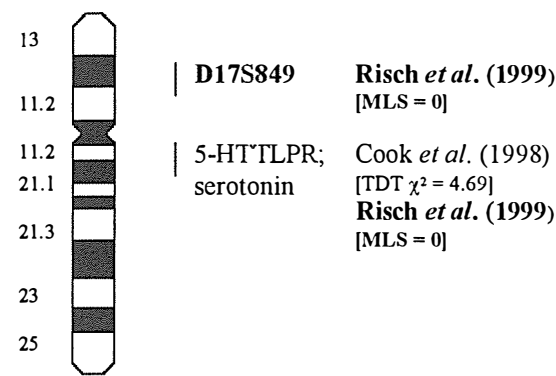 13
11.2
11.2
21.1
21.3
23
25
D17S849
Risch et al. (1999)
[MLS = 0]
5-HTTLPR;
serotonin
Cook et al. (1998)
[TDT χ² = 4.69]
Risch et al. (1999)
[MLS = 0]